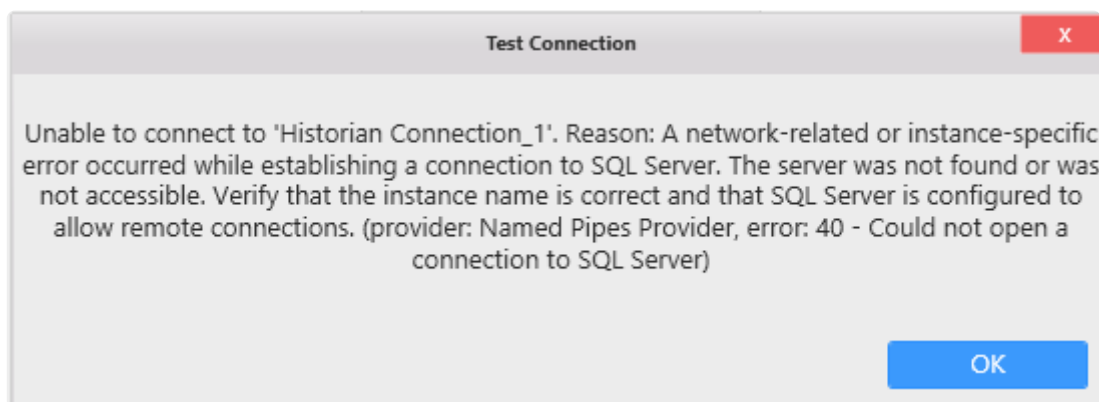 Test Connection
X
Unable to connect to 'Historian Connection_1'. Reason: A network-related or instance-specific
error occurred while establishing a connection to SQL Server. The server was not found or was
not accessible. Verify that the instance name is correct and that SQL Server is configured to
allow remote connections. (provider: Named Pipes Provider, error: 40 - Could not open a
connection to SQL Server)
OK